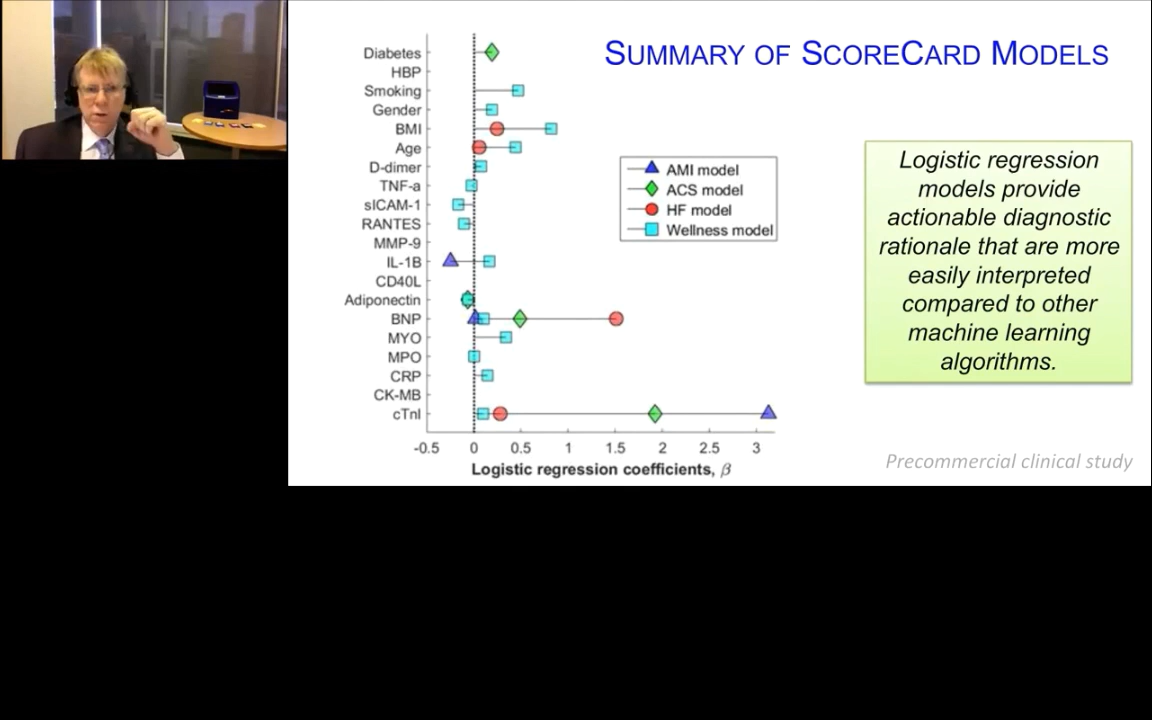 SUMMARY OF SCORECARD MODELS
Diabetes
HBP
Smoking
Gender
BMI
Age
D-dimer
TNF-a
sICAM-1
RANTES
MMP-9
IL-1B
CD40L
Adiponectin
BNP
MYO
MPO
CRP
CK-MB
cTnI
-0.5 0 0.5 1 1.5 2 2.5 3
Logistic regression coefficients, β
AMI model
ACS model
HF model
Wellness model
Logistic regression
models provide
actionable diagnostic
rationale that are more
easily interpreted
compared to other
machine learning
algorithms.
Precommercial clinical study